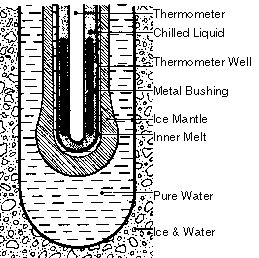 Thermometer
Chilled Liquid
Thermometer Well
Metal Bushing
Ice Mantle
Inner Melt
Pure Water
Ice & Water